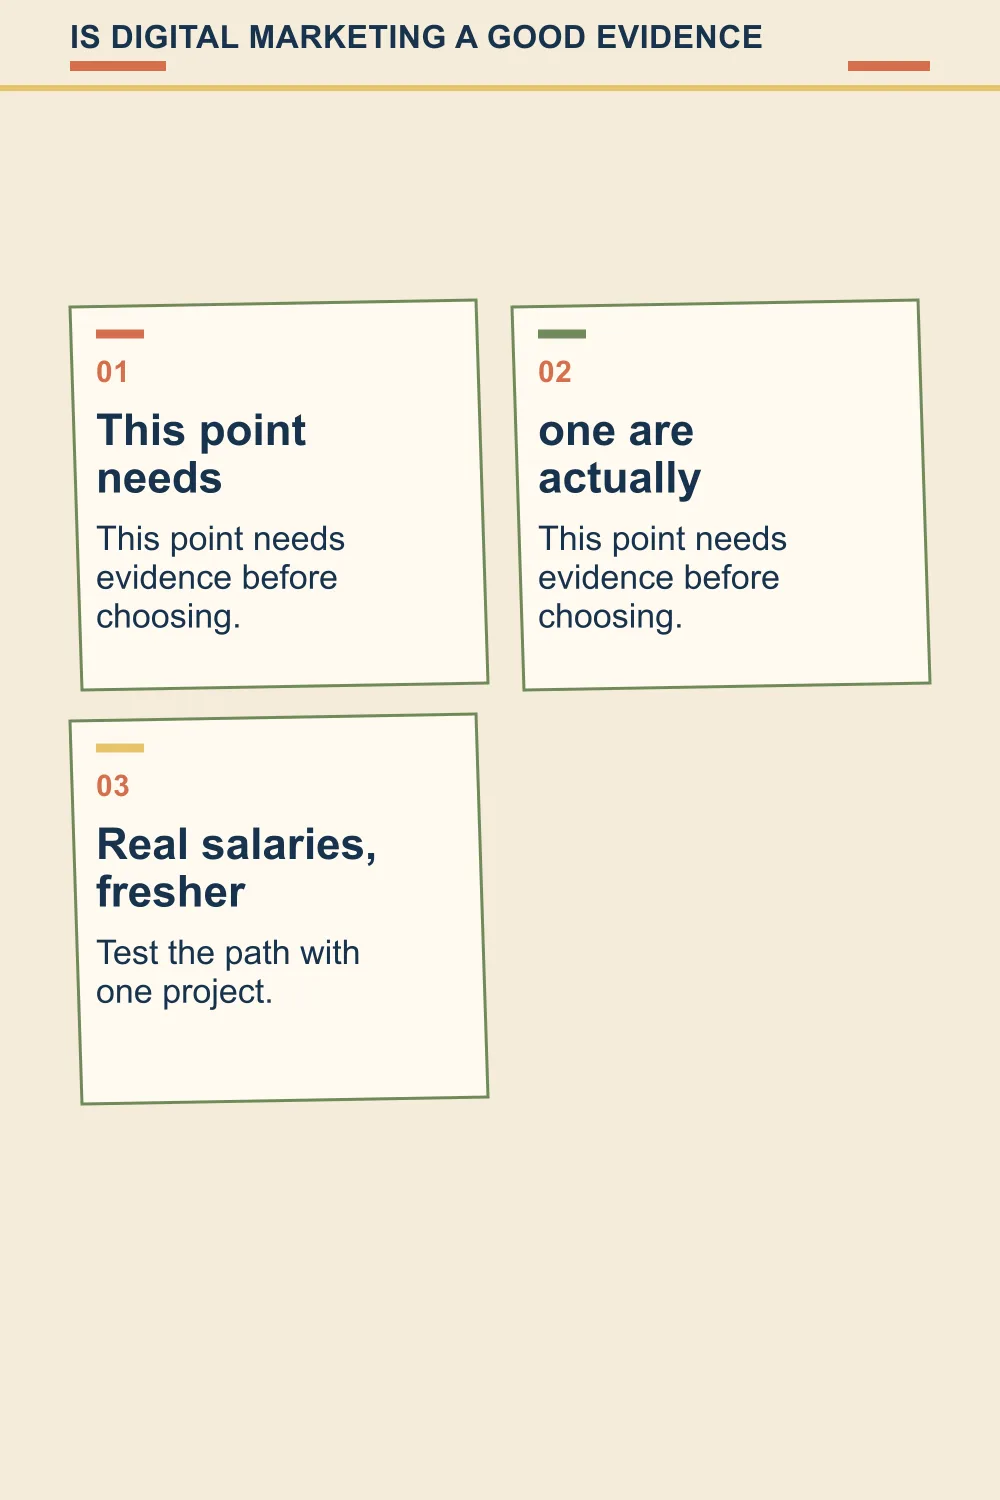 IS DIGITAL MARKETING A GOOD EVIDENCE
01
This point
needs
This point needs
evidence before
choosing.
02
one are
actually
This point needs
evidence before
choosing.
03
Real salaries,
fresher
Test the path with
one project.